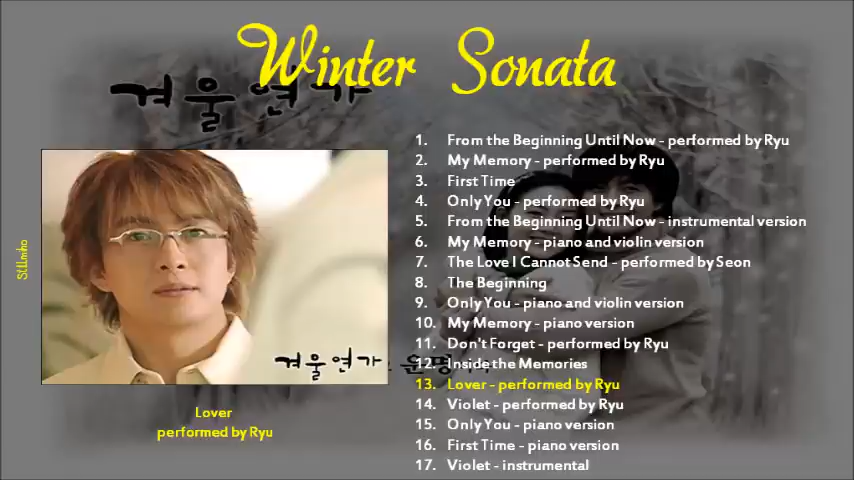 Winter Sonata
겨울연가
1. From the Beginning Until Now - performed by Ryu
2. My Memory - performed by Ryu
3. First Time
4. Only You - performed by Ryu
5. From the Beginning Until Now - instrumental version
6. My Memory - piano and violin version
7. The Love I Cannot Send - performed by Seon
8. The Beginning
9. Only You - piano and violin version
10. My Memory - piano version
11. Don't Forget - performed by Ryu
12. Inside the Memories
13. Lover - performed by Ryu
14. Violet - performed by Ryu
15. Only You - piano version
16. First Time - piano version
17. Violet - instrumental
겨울연가
Lover
performed by Ryu